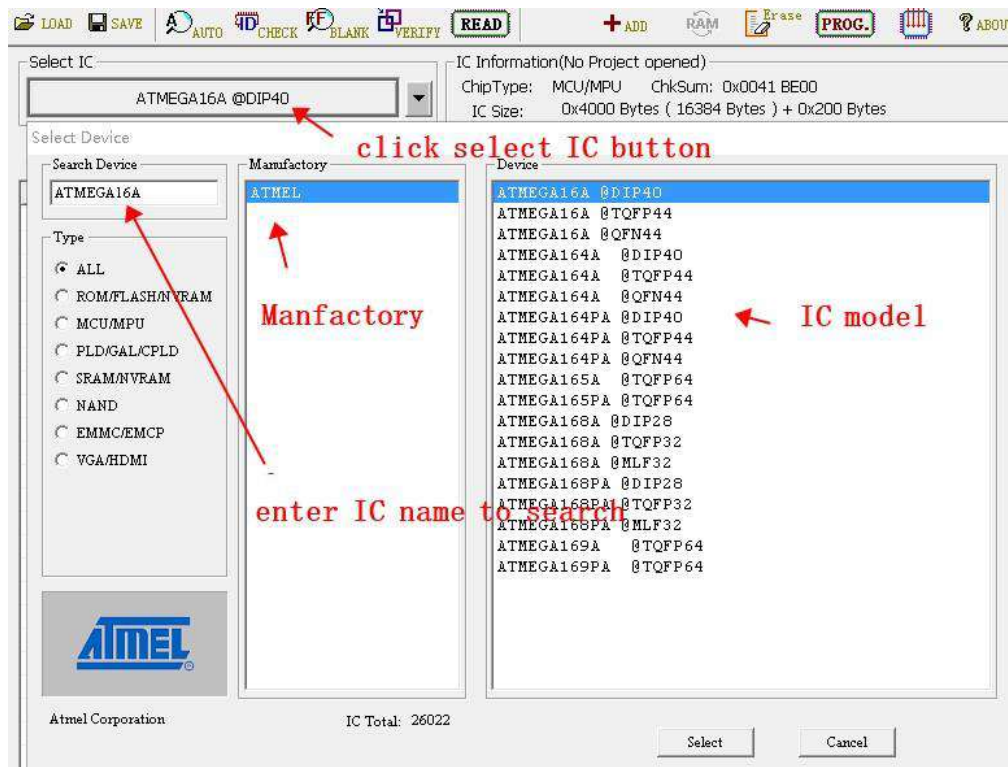 LOAD SAVE AUTO CHECK BLANK VERIFY READ ADD RAM Erase PROG. ABOU
Select IC
IC Information(No Project opened)
ATMEGA16A @DIP40
ChipType: MCU/MPU ChkSum: 0x0041 BE00
IC Size: 0x4000 Bytes ( 16384 Bytes ) + 0x200 Bytes
click select IC button
Select Device
Search Device
ATMEGA16A
Type
ALL
ROM/FLASH/NVRAM
MCU/MPU
PLD/GAL/CPLD
SRAM/NVRAM
NAND
EMMC/EMCP
VGA/HDMI
Manufactory
ATMEL
Manfactory
enter IC name to search
Device
ATMEGA16A @DIP40
ATMEGA16A @TQFP44
ATMEGA16A @QFN44
ATMEGA164A @DIP40
ATMEGA164A @TQFP44
ATMEGA164A @QFN44
ATMEGA164PA @DIP40
ATMEGA164PA @TQFP44
ATMEGA164PA @QFN44
ATMEGA165A @TQFP64
ATMEGA165PA @TQFP64
ATMEGA168A @DIP28
ATMEGA168A @TQFP32
ATMEGA168A @MLF32
ATMEGA168PA @DIP28
ATMEGA168PA @TQFP32
ATMEGA168PA @MLF32
ATMEGA169A @TQFP64
ATMEGA169PA @TQFP64
IC model
ATMEL
Atmel Corporation
IC Total: 26022
Select
Cancel